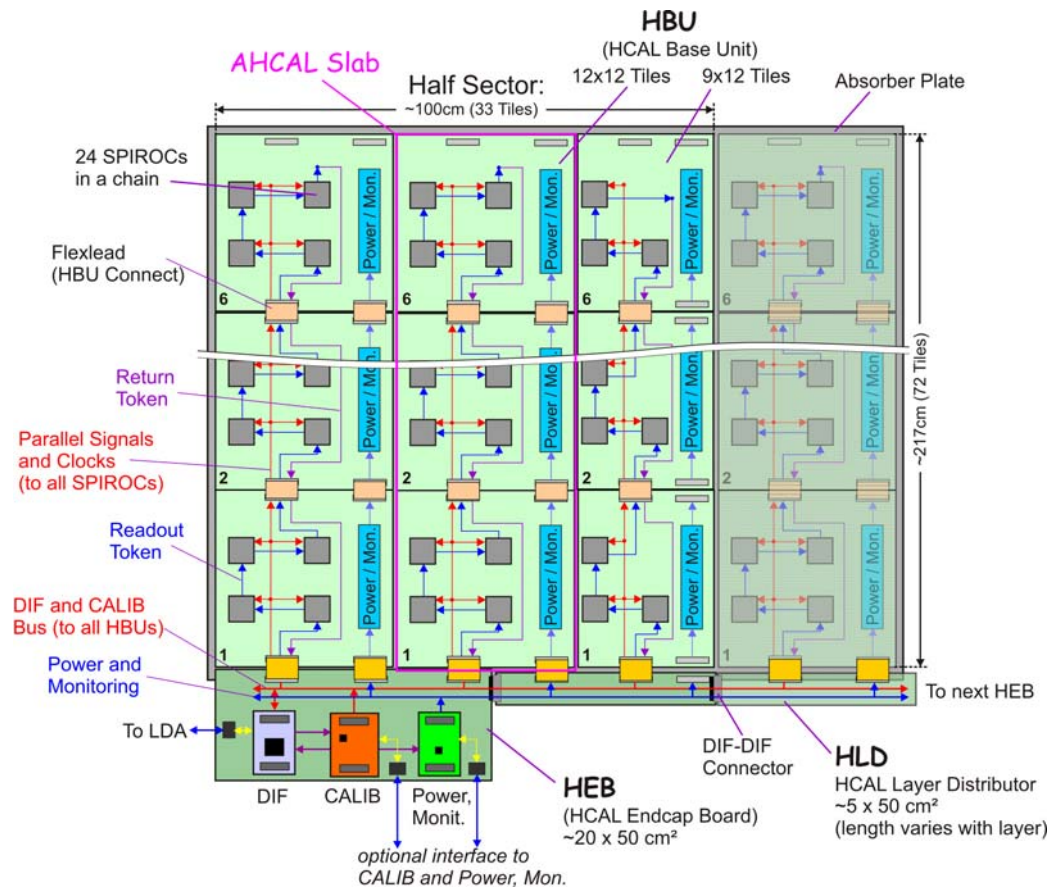 HBU
(HCAL Base Unit)
AHCAL Slab
12x12 Tiles
9x12 Tiles
Half Sector:
~100cm (33 Tiles)
Absorber Plate
24 SPIROCs
in a chain
Flexlead
(HBU Connect)
Return
Token
Parallel Signals
and Clocks
(to all SPIROCs)
Readout
Token
DIF and CALIB
Bus (to all HBUs)
Power and
Monitoring
Power / Mon.
Power / Mon.
Power / Mon.
Power / Mon.
6
6
6
6
Power / Mon.
Power / Mon.
Power / Mon.
Power / Mon.
2
2
2
2
Power / Mon.
Power / Mon.
Power / Mon.
Power / Mon.
1
1
1
1
~217cm (72 Tiles)
To next HEB
To LDA
DIF
CALIB
Power,
Monit.
HEB
(HCAL Endcap Board)
~20 x 50 cm²
DIF-DIF
Connector
HLD
HCAL Layer Distributor
~5 x 50 cm²
(length varies with layer)
optional interface to
CALIB and Power, Mon.